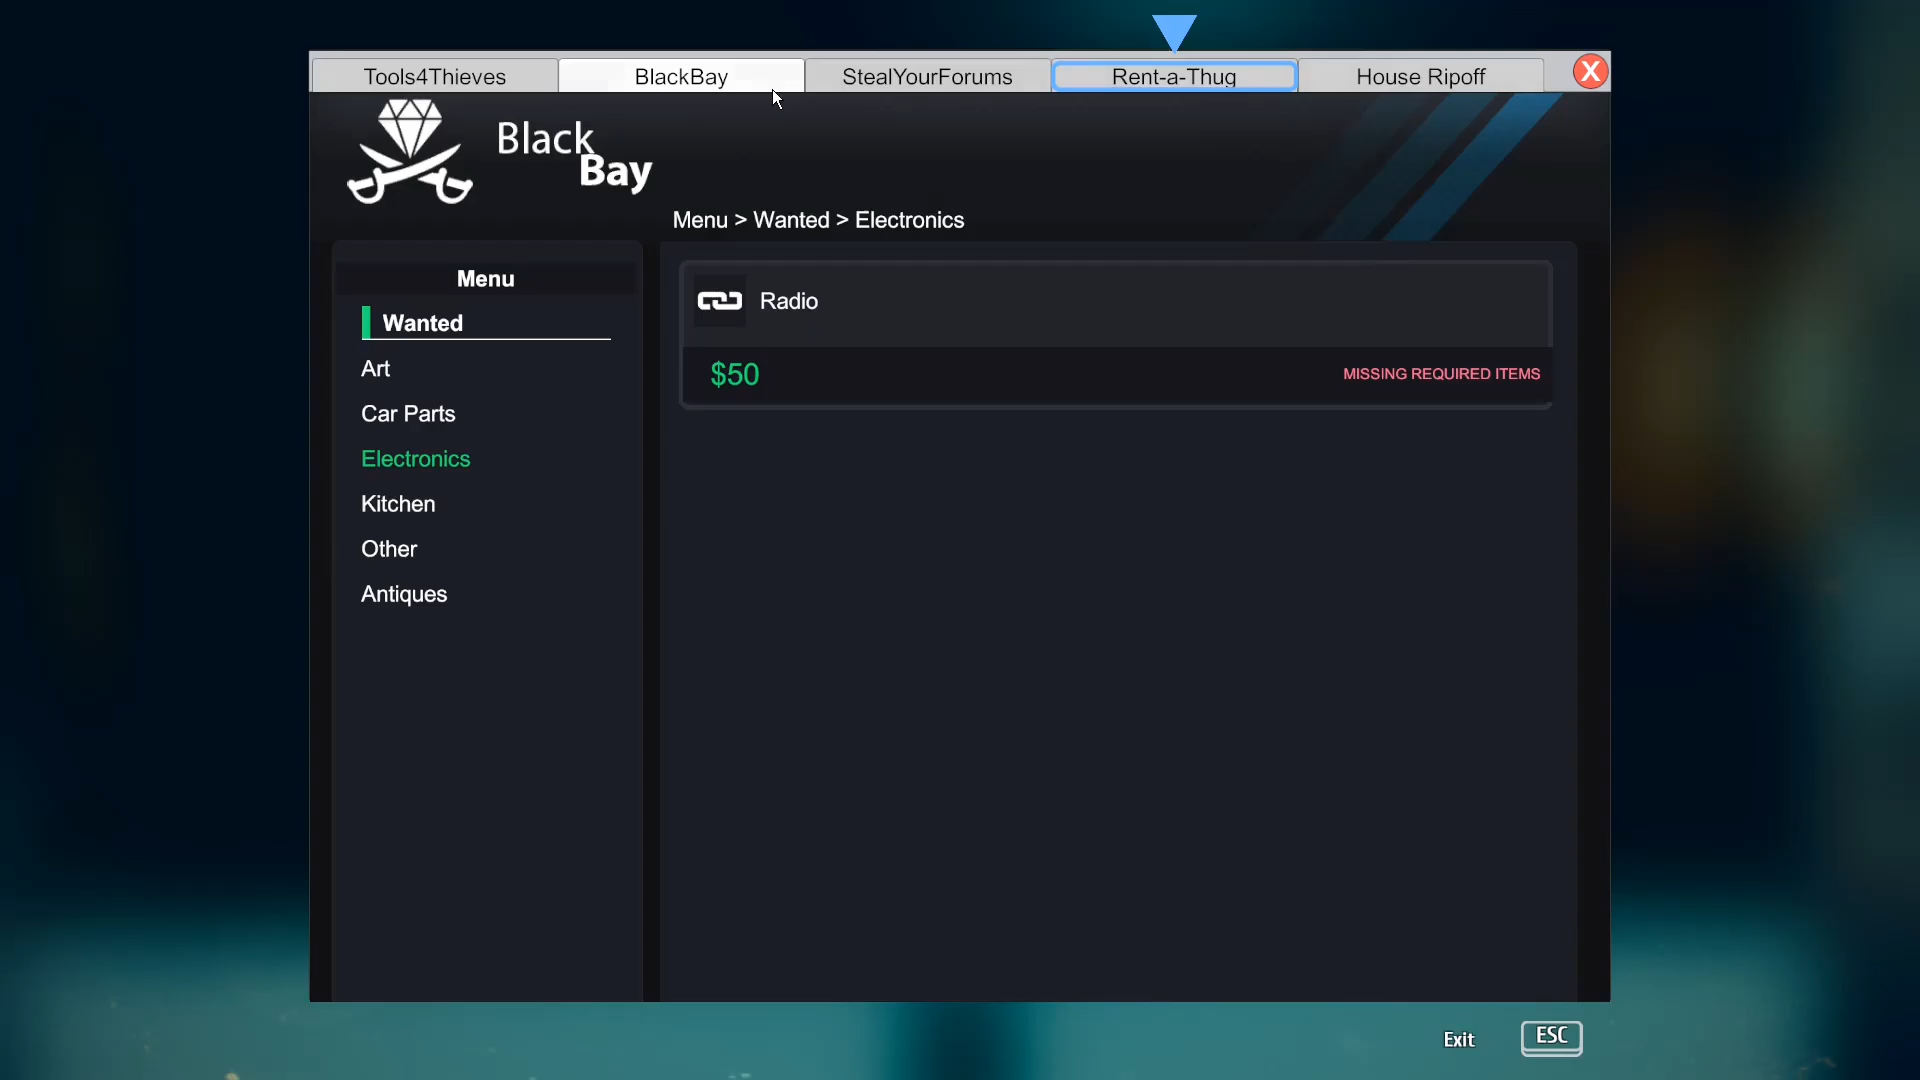 Tools4Thieves
BlackBay
StealYourForums
Rent-a-Thug
House Ripoff
X
Black
Bay
Menu > Wanted > Electronics
Menu
Wanted
Art
Car Parts
Electronics
Kitchen
Other
Antiques
Radio
$50
MISSING REQUIRED ITEMS
Exit
ESC